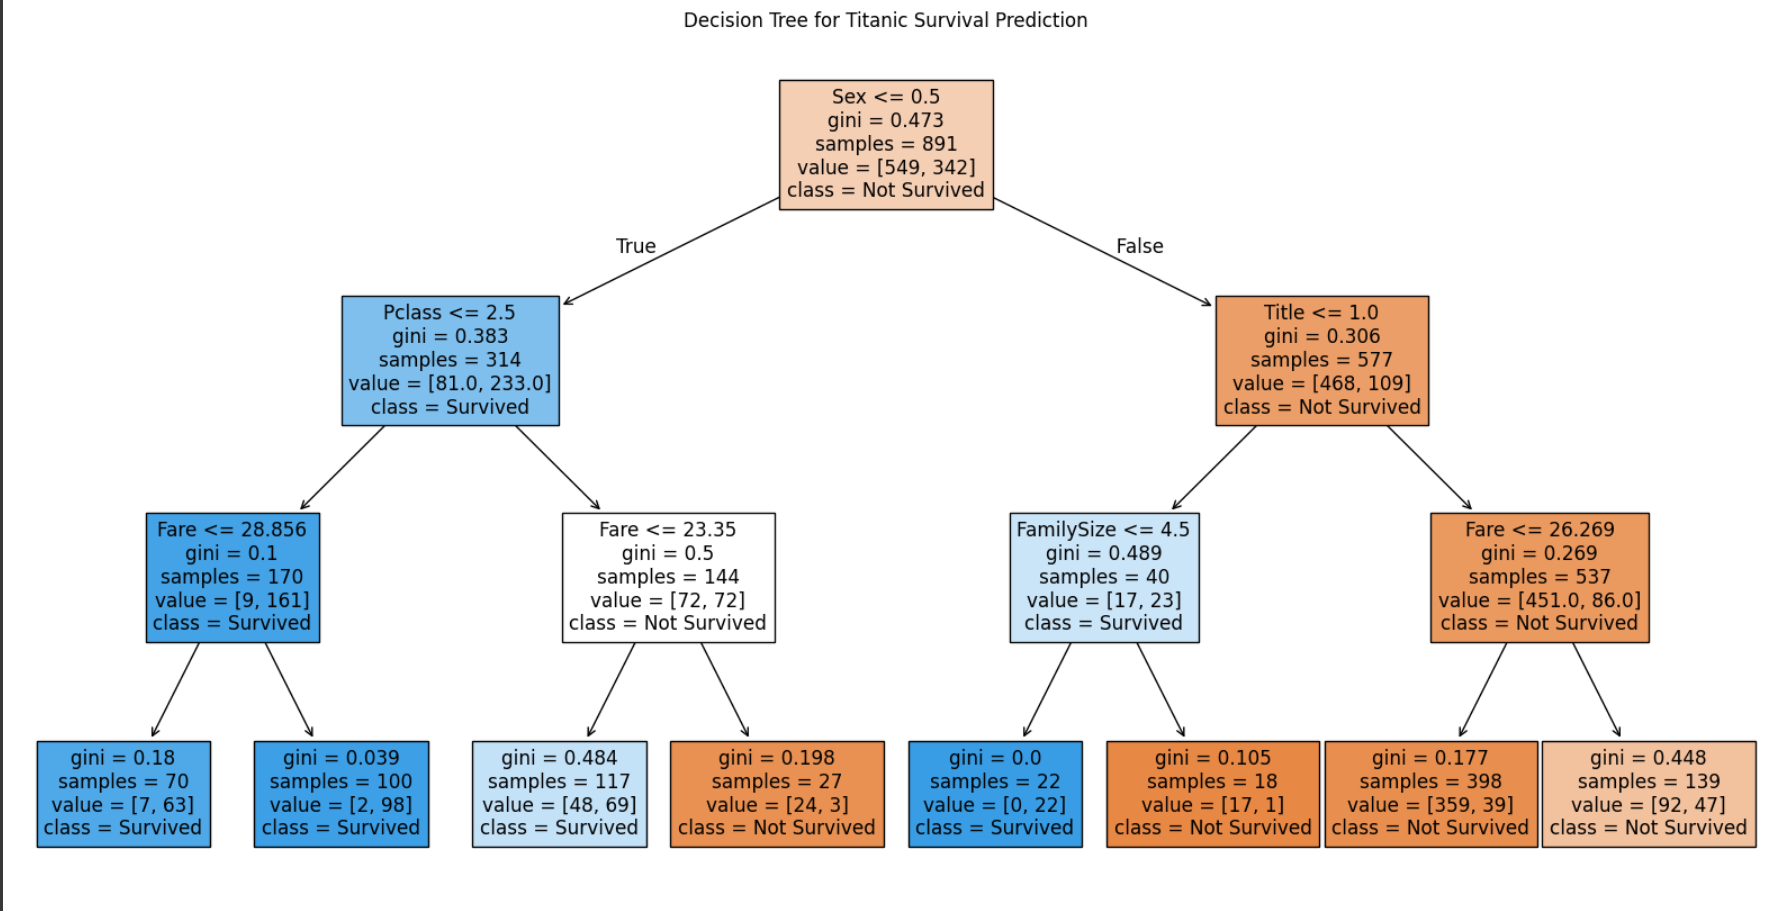 Decision Tree for Titanic Survival Prediction
Sex <= 0.5
gini = 0.473
samples = 891
value = [549, 342]
class = Not Survived
True
False
Pclass <= 2.5
gini = 0.383
samples = 314
value = [81.0, 233.0]
class = Survived
Title <= 1.0
gini = 0.306
samples = 577
value = [468, 109]
class = Not Survived
Fare <= 28.856
gini = 0.1
samples = 170
value = [9, 161]
class = Survived
Fare <= 23.35
gini = 0.5
samples = 144
value = [72, 72]
class = Not Survived
FamilySize <= 4.5
gini = 0.489
samples = 40
value = [17, 23]
class = Survived
Fare <= 26.269
gini = 0.269
samples = 537
value = [451.0, 86.0]
class = Not Survived
gini = 0.18
samples = 70
value = [7, 63]
class = Survived
gini = 0.039
samples = 100
value = [2, 98]
class = Survived
gini = 0.484
samples = 117
value = [48, 69]
class = Survived
gini = 0.198
samples = 27
value = [24, 3]
class = Not Survived
gini = 0.0
samples = 22
value = [0, 22]
class = Survived
gini = 0.105
samples = 18
value = [17, 1]
class = Not Survived
gini = 0.177
samples = 398
value = [359, 39]
class = Not Survived
gini = 0.448
samples = 139
value = [92, 47]
class = Not Survived